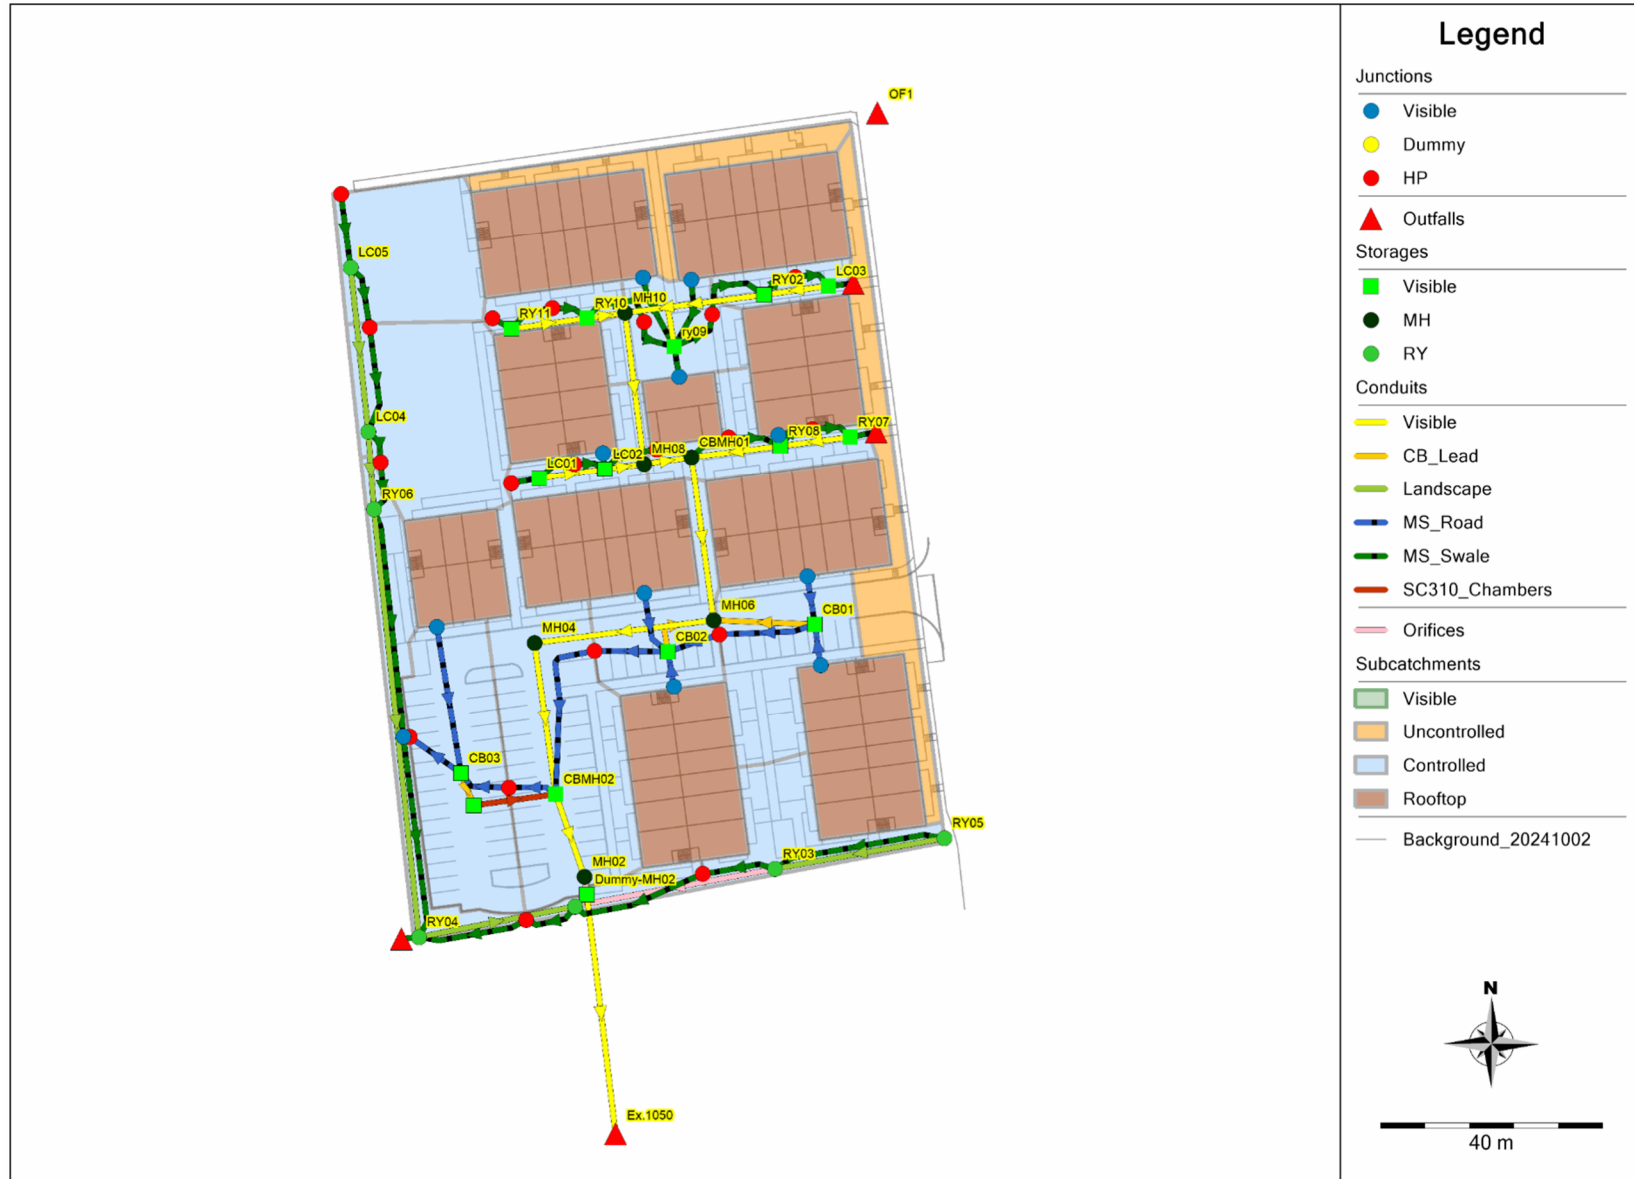 OF1
LC05
LC03
RY02
MH10
RY10
RY11
ry09
LC04
RY07
RY08
CBMH01
MH08
LC02
LC01
RY06
MH06
CB01
MH04
CB02
CB03
CBMH02
RY05
RY03
MH02
Dummy-MH02
RY04
Ex.1050
Legend
Junctions
Visible
Dummy
HP
Outfalls
Storages
Visible
MH
RY
Conduits
Visible
CB_Lead
Landscape
MS_Road
MS_Swale
SC310_Chambers
Orifices
Subcatchments
Visible
Uncontrolled
Controlled
Rooftop
Background_20241002
N
40 m